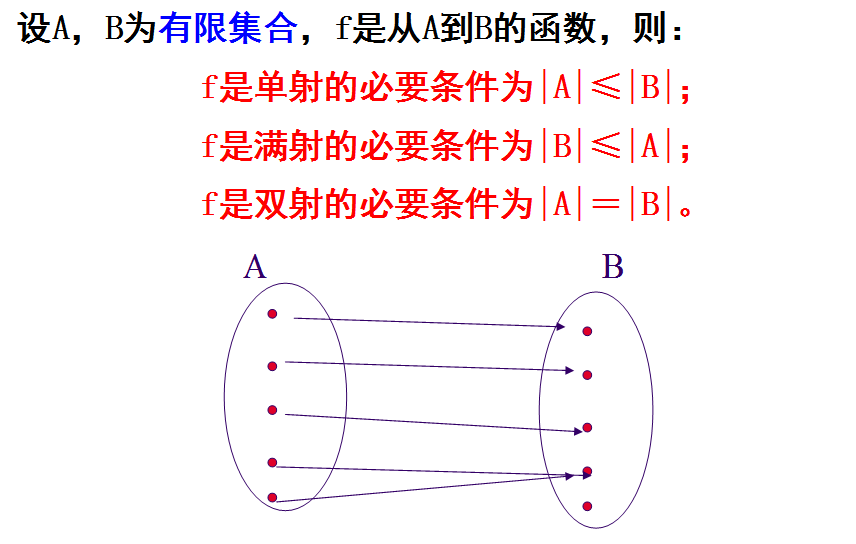 设A，B为有限集合，f是从A到B的函数，则：
f是单射的必要条件为|A|≤|B|；
f是满射的必要条件为|B|≤|A|；
f是双射的必要条件为|A|＝|B|。
A B